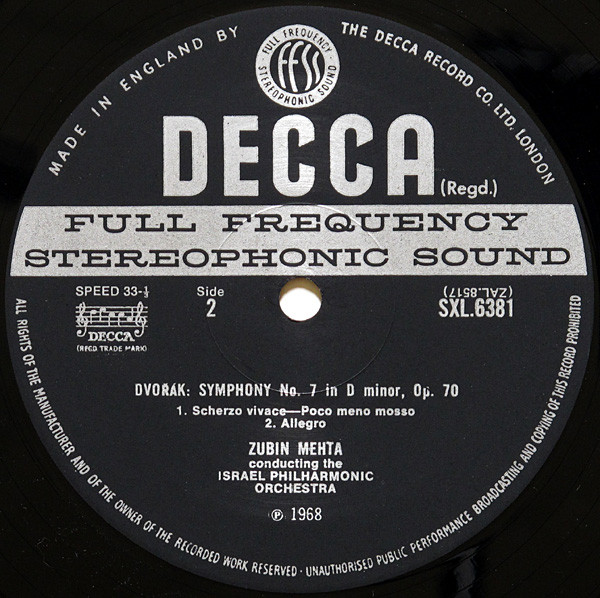 MADE IN ENGLAND BY
THE DECCA RECORD CO. LTD. LONDON
FULL FREQUENCY
FFSS
STEREOPHONIC SOUND
DECCA (Regd.)
FULL FREQUENCY
STEREOPHONIC SOUND
SPEED 33-⅓
Side
2
(ZAL.8517)
SXL.6381
DECCA
(REGD. TRADE MARK)
DVOŘÁK: SYMPHONY No. 7 in D minor, Op. 70
1. Scherzo vivace—Poco meno mosso
2. Allegro
ZUBIN MEHTA
conducting the
ISRAEL PHILHARMONIC
ORCHESTRA
℗ 1968
ALL RIGHTS OF THE MANUFACTURER AND OF THE OWNER OF THE RECORDED WORK RESERVED · UNAUTHORISED PUBLIC PERFORMANCE BROADCASTING AND COPYING OF THIS RECORD PROHIBITED